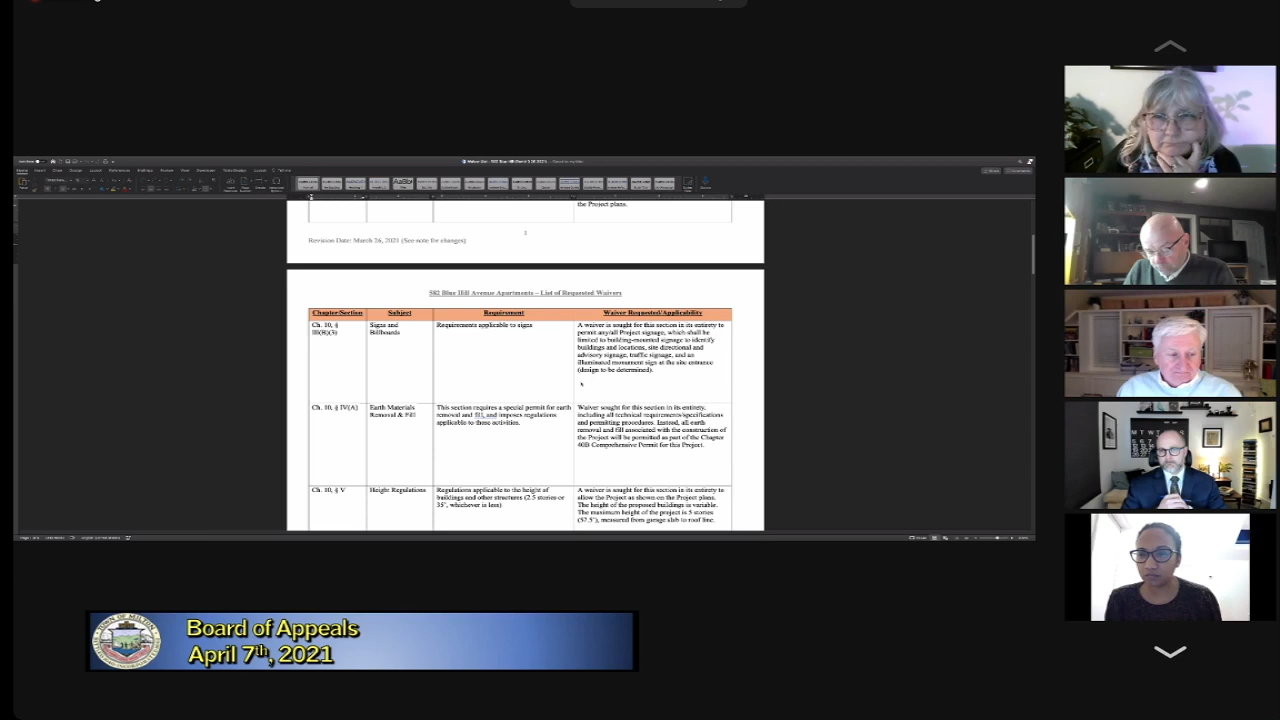 the Project plans.
2
Revision Date: March 26, 2021 (See note for changes)
582 Blue Hill Avenue Apartments – List of Requested Waivers
Chapter/Section Subject Requirement Waiver Requested/Applicability
Ch. 10, § III(B)(3)
Signs and Billboards
Requirements applicable to signs
A waiver is sought for this section in its entirety to
permit any/all Project signage, which shall be
limited to building-mounted signage to identify
buildings and locations, site directional and
advisory signage, traffic signage, and an
illuminated monument sign at the site entrance
(design to be determined).
Ch. 10, § IV(A)
Earth Materials
Removal & Fill
This section requires a special permit for earth
removal and fill, and imposes regulations
applicable to those activities.
Waiver sought for this section in its entirety,
including all technical requirements/specifications
and permitting procedures. Instead, all earth
removal and fill associated with the construction of
the Project will be permitted as part of the Chapter
40B Comprehensive Permit for this Project.
Ch. 10, § V
Height Regulations
Regulations applicable to the height of
buildings and other structures (2.5 stories or
35', whichever is less)
A waiver is sought for this section in its entirety to
allow the Project as shown on the Project plans.
The height of the proposed buildings is variable.
The maximum height of the project is 5 stories
(57.5'), measured from garage slab to roof line.
TOWN OF MILTON
Board of Appeals
April 7th, 2021